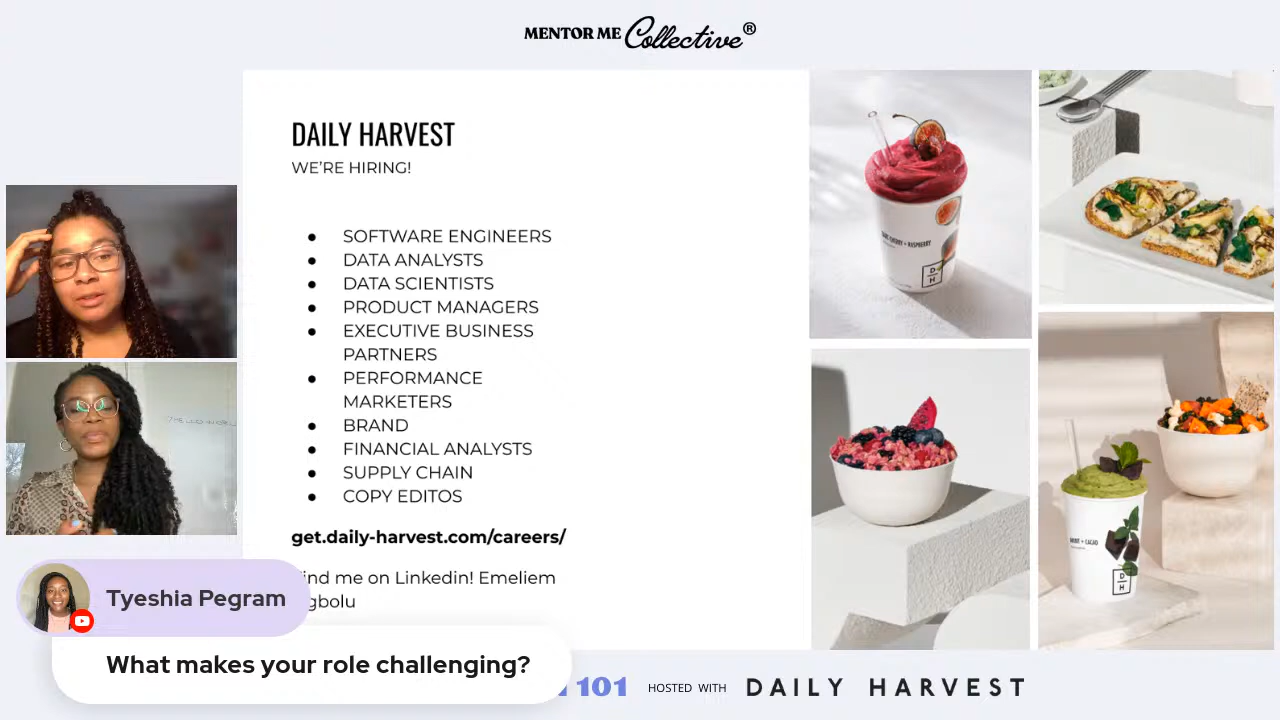 MENTOR ME Collective®
DAILY HARVEST
WE'RE HIRING!
● SOFTWARE ENGINEERS
● DATA ANALYSTS
● DATA SCIENTISTS
● PRODUCT MANAGERS
● EXECUTIVE BUSINESS
PARTNERS
● PERFORMANCE
MARKETERS
● BRAND
● FINANCIAL ANALYSTS
● SUPPLY CHAIN
● COPY EDITOS
get.daily-harvest.com/careers/
ind me on Linkedin! Emeliem
gbolu
Tyeshia Pegram
What makes your role challenging?
101 HOSTED WITH DAILY HARVEST
D
H
D
H